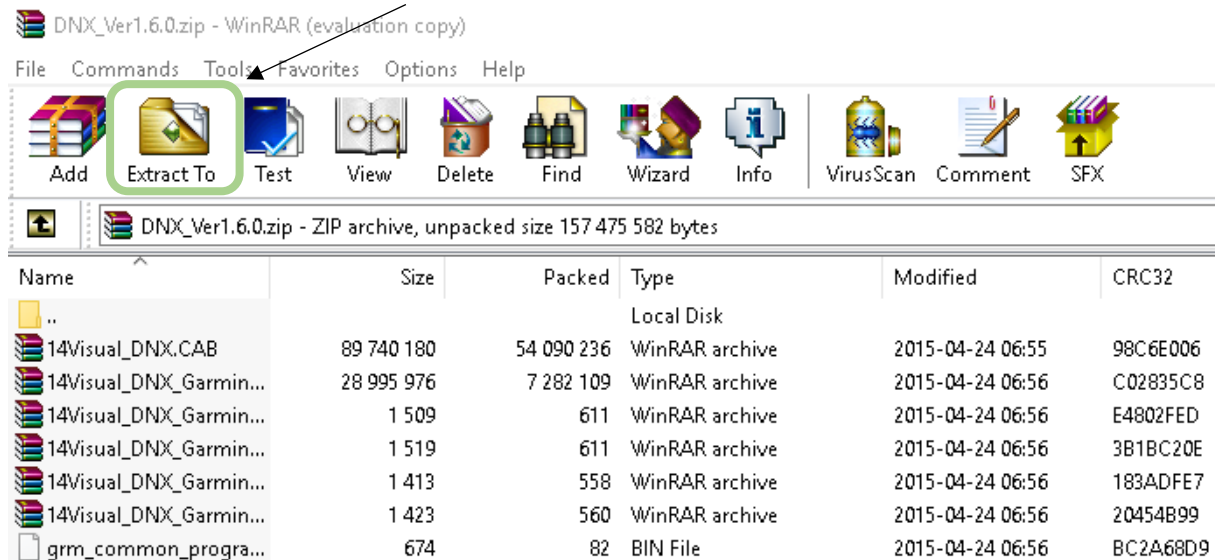 DNX_Ver1.6.0.zip - WinRAR (evaluation copy)
File Commands Tools Favorites Options Help
Add Extract To Test View Delete Find Wizard Info VirusScan Comment SFX
DNX_Ver1.6.0.zip - ZIP archive, unpacked size 157 475 582 bytes
Name Size Packed Type Modified CRC32
.. Local Disk
14Visual_DNX.CAB 89 740 180 54 090 236 WinRAR archive 2015-04-24 06:55 98C6E006
14Visual_DNX_Garmin... 28 995 976 7 282 109 WinRAR archive 2015-04-24 06:56 C02835C8
14Visual_DNX_Garmin... 1 509 611 WinRAR archive 2015-04-24 06:56 E4802FED
14Visual_DNX_Garmin... 1 519 611 WinRAR archive 2015-04-24 06:56 3B1BC20E
14Visual_DNX_Garmin... 1 413 558 WinRAR archive 2015-04-24 06:56 183ADFE7
14Visual_DNX_Garmin... 1 423 560 WinRAR archive 2015-04-24 06:56 20454B99
grm_common_progra... 674 82 BIN File 2015-04-24 06:56 BC2A68D9